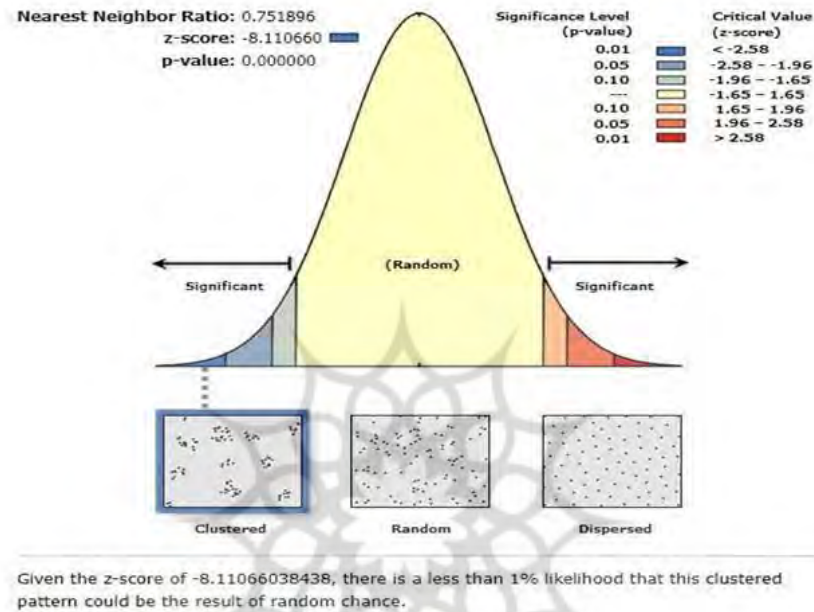 Nearest Neighbor Ratio: 0.751896
z-score: -8.110660
p-value: 0.000000
Significance Level
(p-value)
Critical Value
(z-score)
0.01 < -2.58
0.05 -2.58 – -1.96
0.10 -1.96 – -1.65
--- -1.65 – 1.65
0.10 1.65 – 1.96
0.05 1.96 – 2.58
0.01 > 2.58
(Random)
Significant Significant
Clustered Random Dispersed
Given the z-score of -8.11066038438, there is a less than 1% likelihood that this clustered
pattern could be the result of random chance.